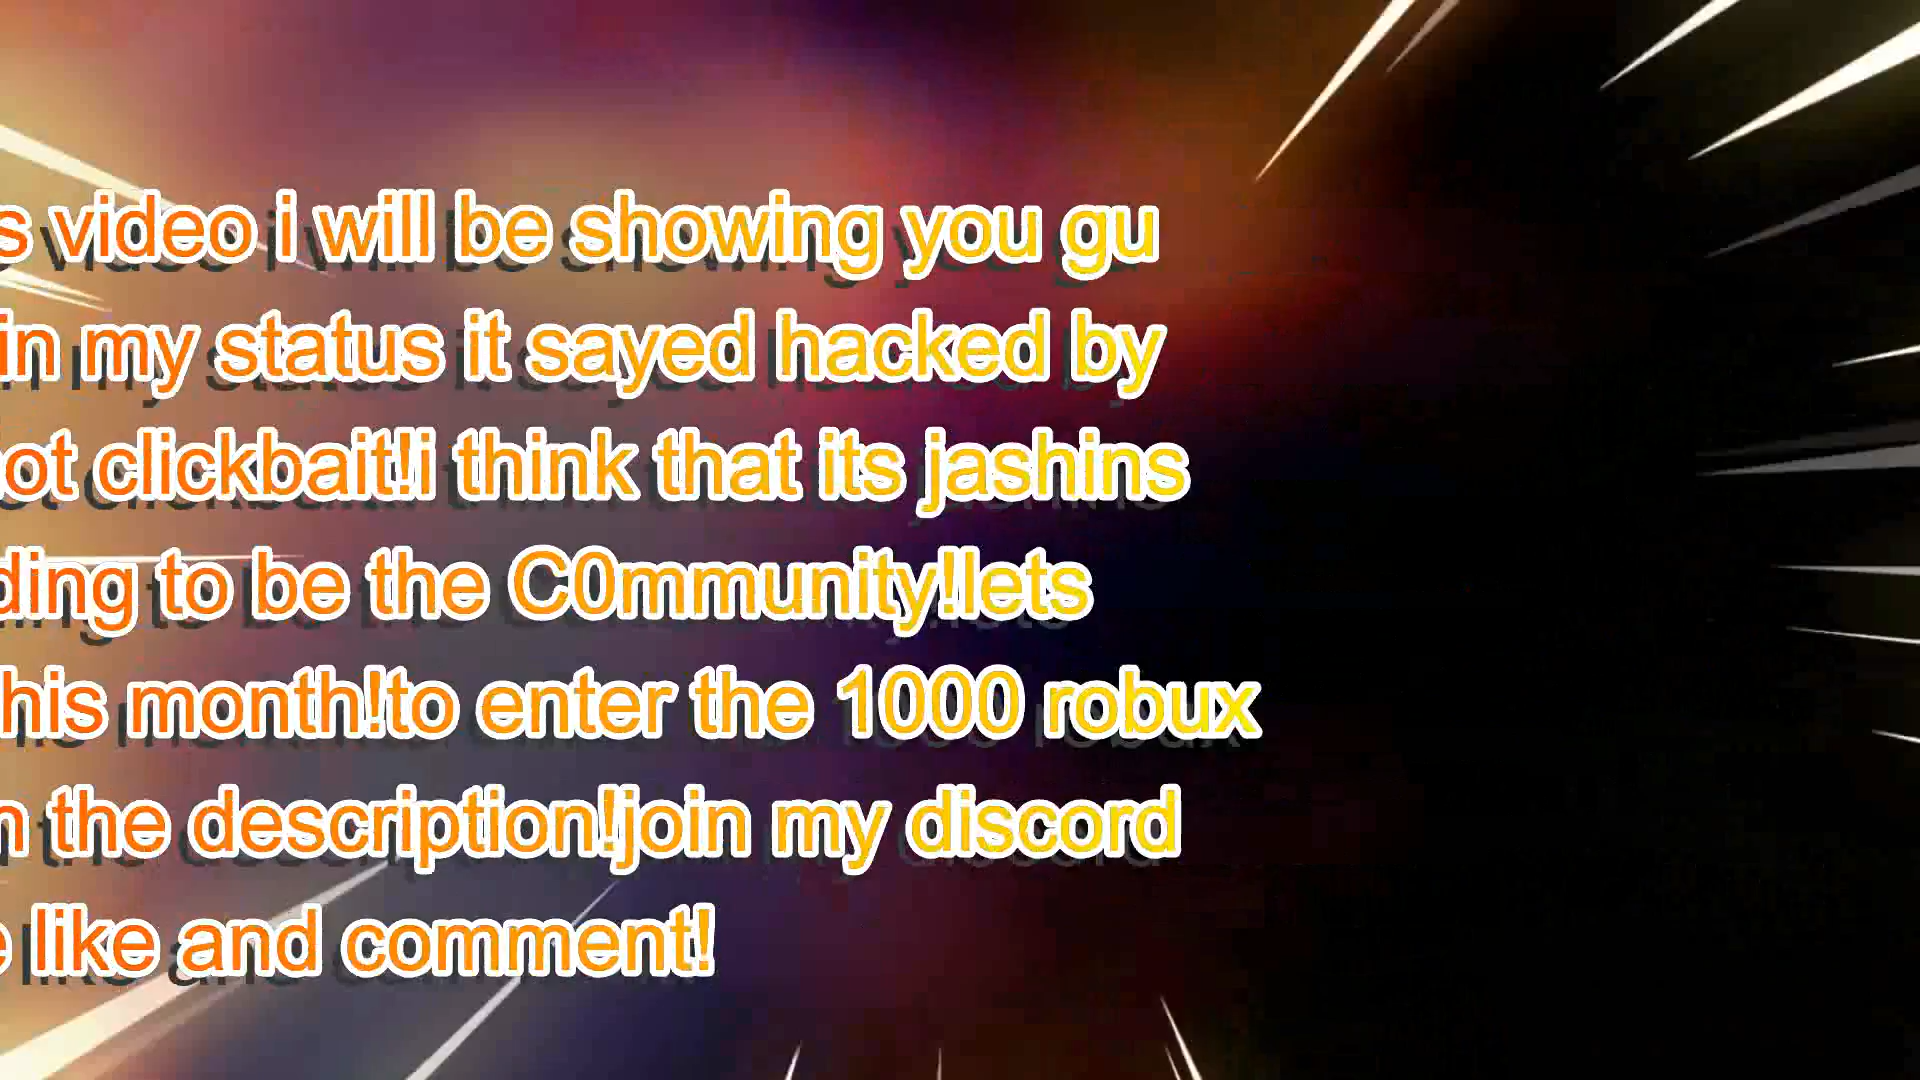 s video i will be showing you gu
in my status it sayed hacked by
ot clickbait!i think that its jashins
ding to be the C0mmunity!lets
his month!to enter the 1000 robux
the description!join my discord
like and comment!